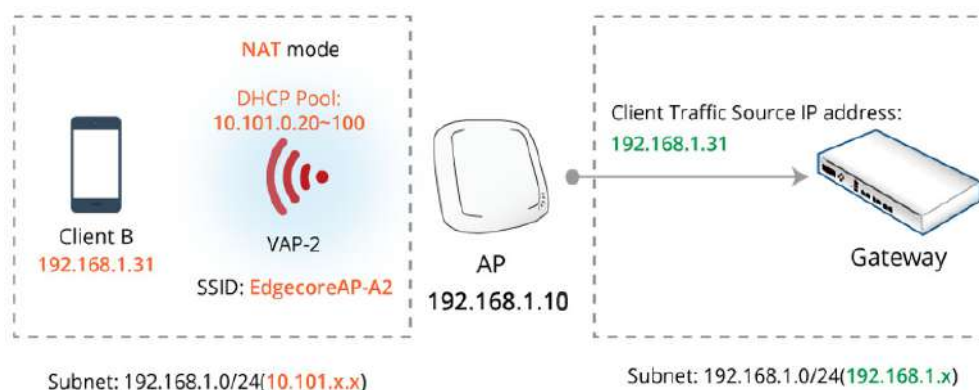 NAT mode
DHCP Pool:
10.101.0.20~100
Client B
192.168.1.31
VAP-2
SSID: EdgecoreAP-A2
AP
192.168.1.10
Client Traffic Source IP address:
192.168.1.31
Gateway
Subnet: 192.168.1.0/24(10.101.x.x)
Subnet: 192.168.1.0/24(192.168.1.x)